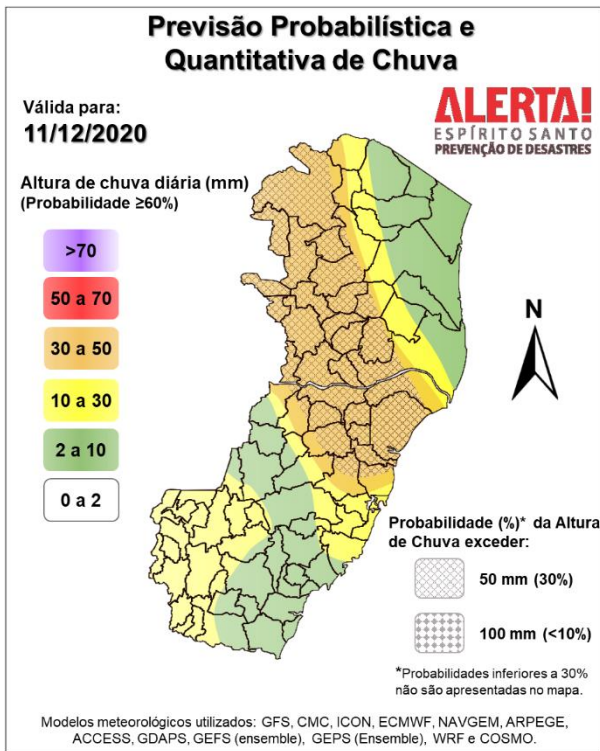 Previsão Probabilística e
Quantitativa de Chuva
Válida para:
11/12/2020
ALERTA!
ESPÍRITO SANTO
PREVENÇÃO DE DESASTRES
Altura de chuva diária (mm)
(Probabilidade ≥60%)
>70
50 a 70
30 a 50
10 a 30
2 a 10
0 a 2
N
Probabilidade (%)* da Altura
de Chuva exceder:
50 mm (30%)
100 mm (<10%)
*Probabilidades inferiores a 30%
não são apresentadas no mapa.
Modelos meteorológicos utilizados: GFS, CMC, ICON, ECMWF, NAVGEM, ARPEGE,
ACCESS, GDAPS, GEFS (ensemble), GEPS (Ensemble), WRF e COSMO.